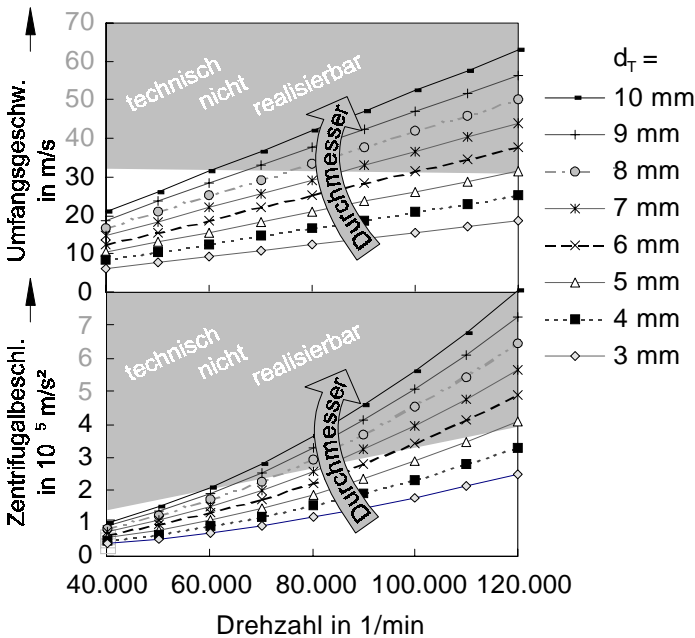 Umfangsgeschw.
in m/s
70
60
50
40
30
20
10
0
technisch
nicht realisierbar
Durchmesser
Zentrifugalbeschl.
in 10 5 m/s²
7
6
5
4
3
2
1
0
technisch
nicht realisierbar
Durchmesser
40.000 60.000 80.000 100.000 120.000
Drehzahl in 1/min
dT =
10 mm
9 mm
8 mm
7 mm
6 mm
5 mm
4 mm
3 mm